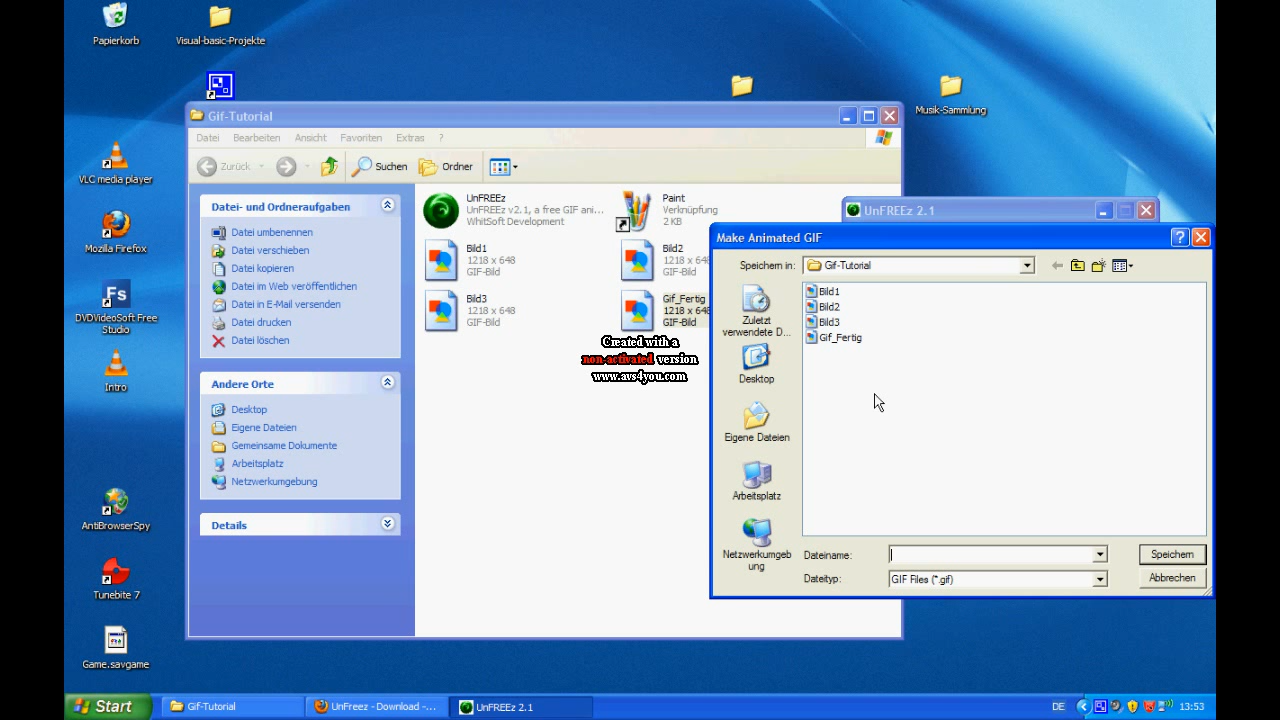 Papierkorb
Visual-basic-Projekte
Musik-Sammlung
VLC media player
Mozilla Firefox
Fs
DVDVideoSoft Free
Studio
Intro
AntiBrowserSpy
Tunebite 7
Game.savgame
Gif-Tutorial
Datei Bearbeiten Ansicht Favoriten Extras ?
Zurück Suchen Ordner
Datei- und Ordneraufgaben
Datei umbenennen
Datei verschieben
Datei kopieren
Datei im Web veröffentlichen
Datei in E-Mail versenden
Datei drucken
Datei löschen
Andere Orte
Desktop
Eigene Dateien
Gemeinsame Dokumente
Arbeitsplatz
Netzwerkumgebung
Details
UnFREEz
UnFREEz v2.1, a free GIF ani...
WhitSoft Development
Paint
Verknüpfung
2 KB
Bild1
1218 x 648
GIF-Bild
Bild2
1218 x 648
GIF-Bild
Bild3
1218 x 648
GIF-Bild
Gif_Fertig
1218 x 648
GIF-Bild
Created with a
non-activated version
www.avs4you.com
UnFREEz 2.1
Make Animated GIF
Speichern in: Gif-Tutorial
Zuletzt
verwendete D...
Desktop
Eigene Dateien
Arbeitsplatz
Netzwerkumgeb
ung
Bild1
Bild2
Bild3
Gif_Fertig
Dateiname: Speichern
Dateityp: GIF Files (*.gif) Abbrechen
Start Gif-Tutorial UnFreez - Download -... UnFREEz 2.1 DE 13:53